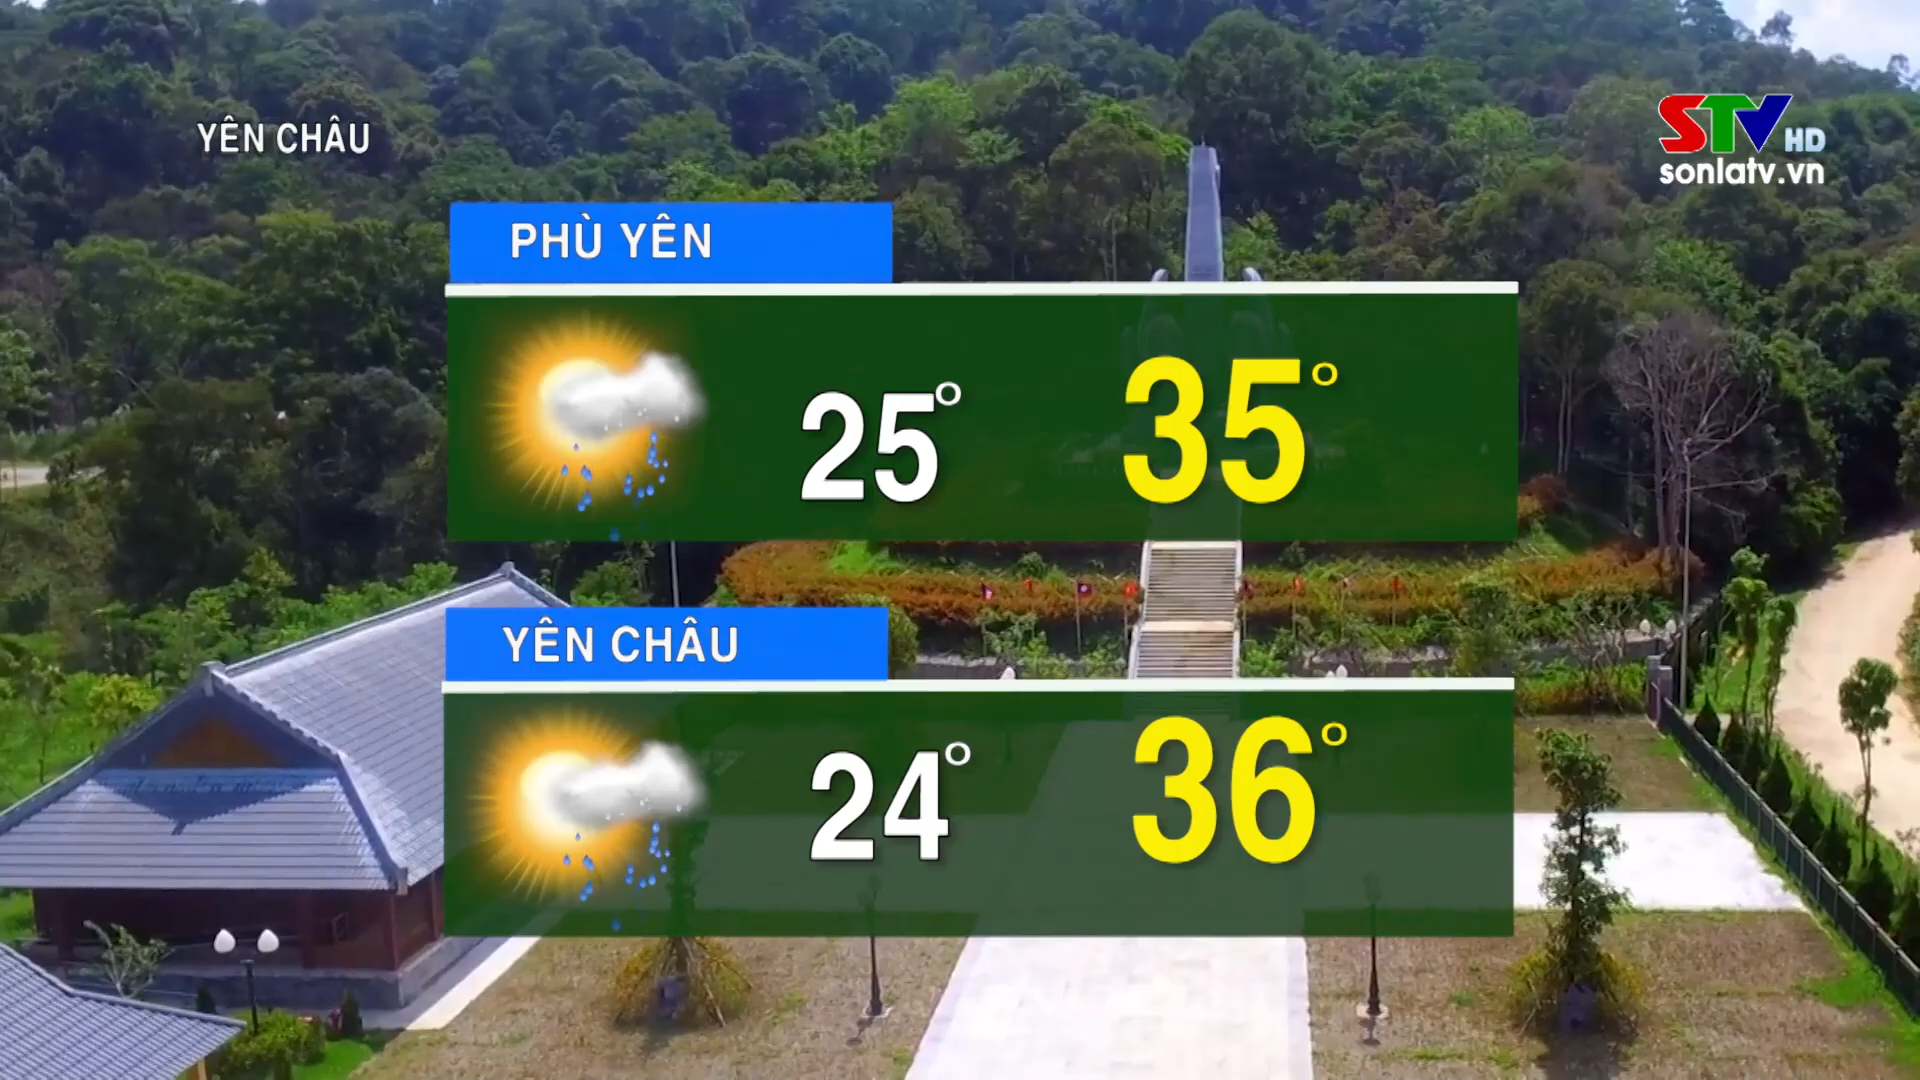 YÊN CHÂU
STV HD
sonlatv.vn
PHÙ YÊN
25° 35°
YÊN CHÂU
24° 36°